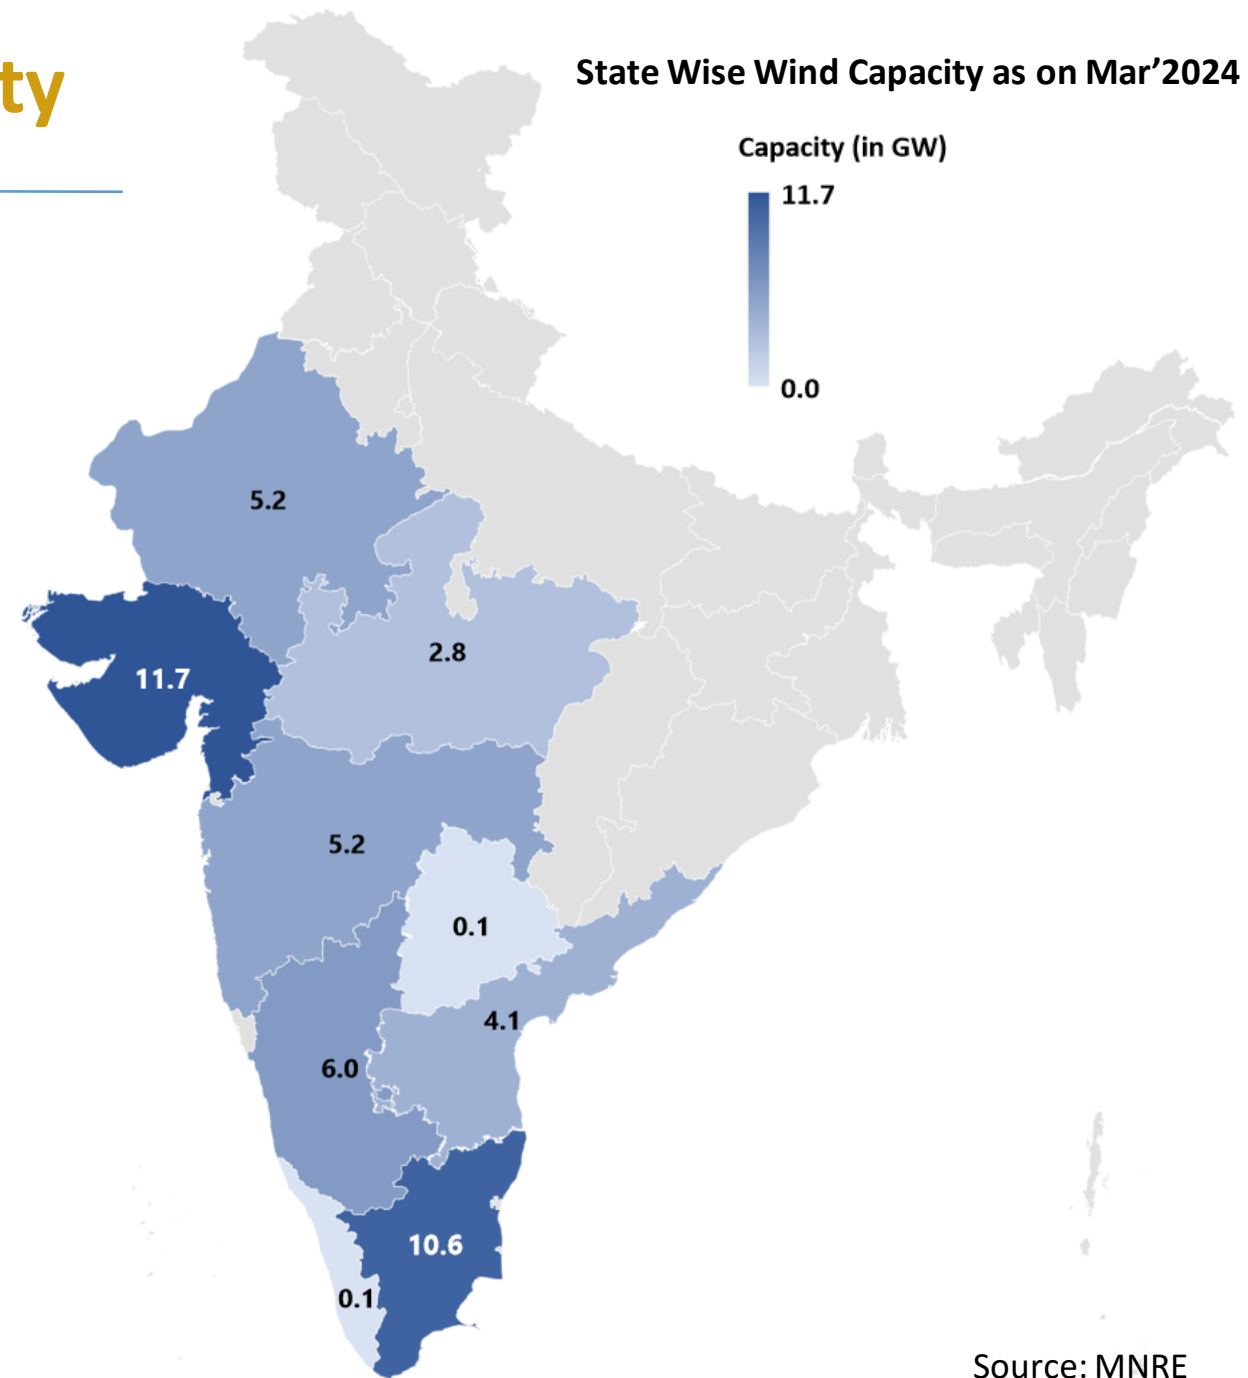 ty
State Wise Wind Capacity as on Mar’2024
Capacity (in GW)
11.7
0.0
5.2
2.8
11.7
5.2
0.1
4.1
6.0
10.6
0.1
Source: MNRE